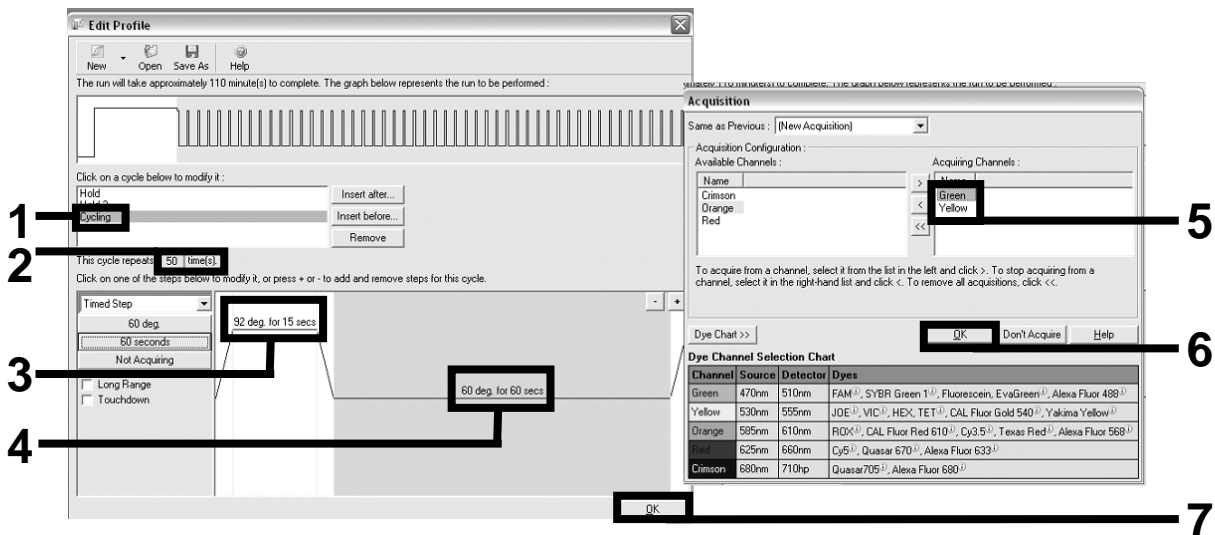 Edit Profile
New Open Save As Help
The run will take approximately 110 minute(s) to complete. The graph below represents the run to be performed :
Click on a cycle below to modify it :
Hold
Hold 2
Cycling
Insert after...
Insert before...
Remove
This cycle repeats 50 time(s).
Click on one of the steps below to modify it, or press + or - to add and remove steps for this cycle.
Timed Step
60 deg.
60 seconds
Not Acquiring
Long Range
Touchdown
92 deg. for 15 secs
60 deg. for 60 secs
- +
OK
1
2
3
4
Acquisition
Same as Previous : (New Acquisition)
Acquisition Configuration :
Available Channels :
Name
Crimson
Orange
Red
>
<
<<
Acquiring Channels :
Name
Green
Yellow
To acquire from a channel, select it from the list in the left and click >. To stop acquiring from a
channel, select it in the right-hand list and click <. To remove all acquisitions, click <<.
Dye Chart >> OK Don't Acquire Help
Dye Channel Selection Chart
Channel Source Detector Dyes
Green 470nm 510nm FAM, SYBR Green 1, Fluorescein, EvaGreen, Alexa Fluor 488
Yellow 530nm 555nm JOE, VIC, HEX, TET, CAL Fluor Gold 540, Yakima Yellow
Orange 585nm 610nm ROX, CAL Fluor Red 610, Cy3.5, Texas Red, Alexa Fluor 568
Red 625nm 660nm Cy5, Quasar 670, Alexa Fluor 633
Crimson 680nm 710hp Quasar705, Alexa Fluor 680
5
6
7